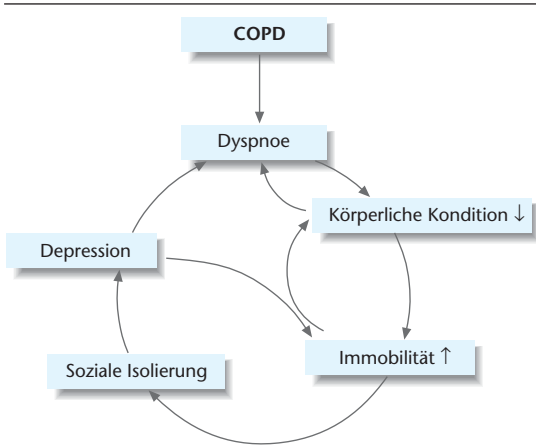 COPD
Dyspnoe
Körperliche Kondition ↓
Depression
Immobilität ↑
Soziale Isolierung